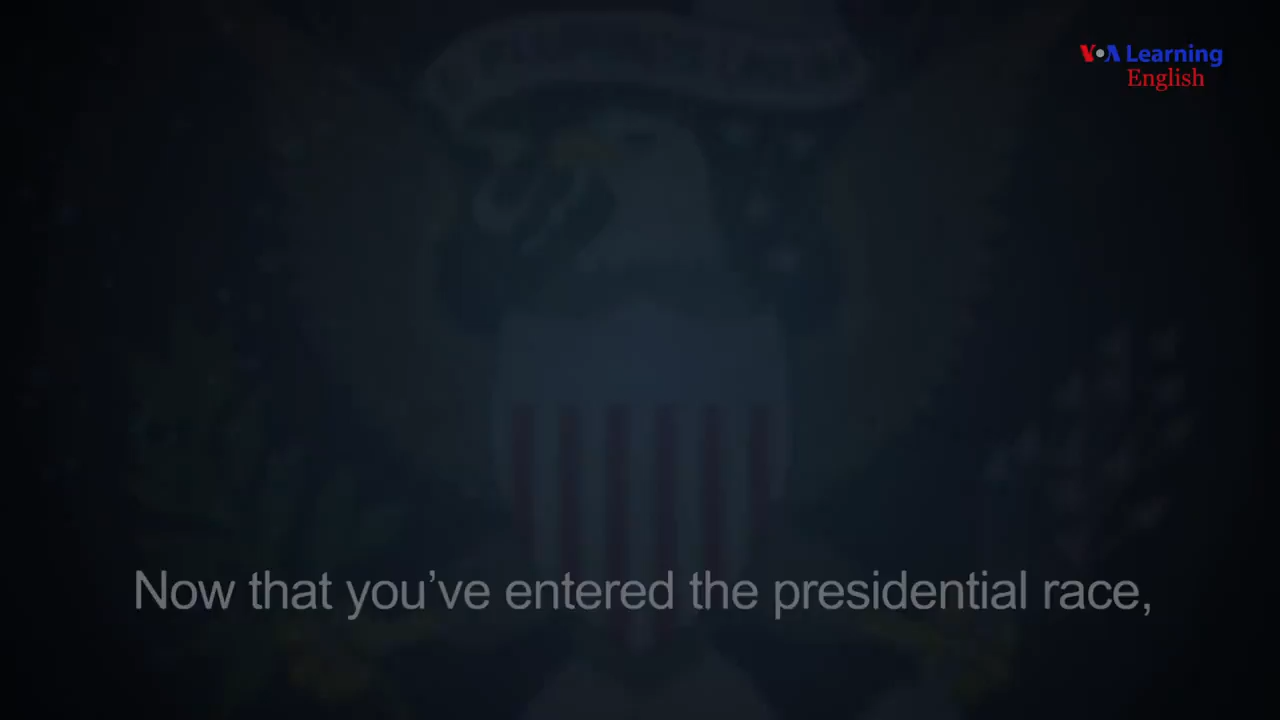 VOA Learning
English
Now that you've entered the presidential race,